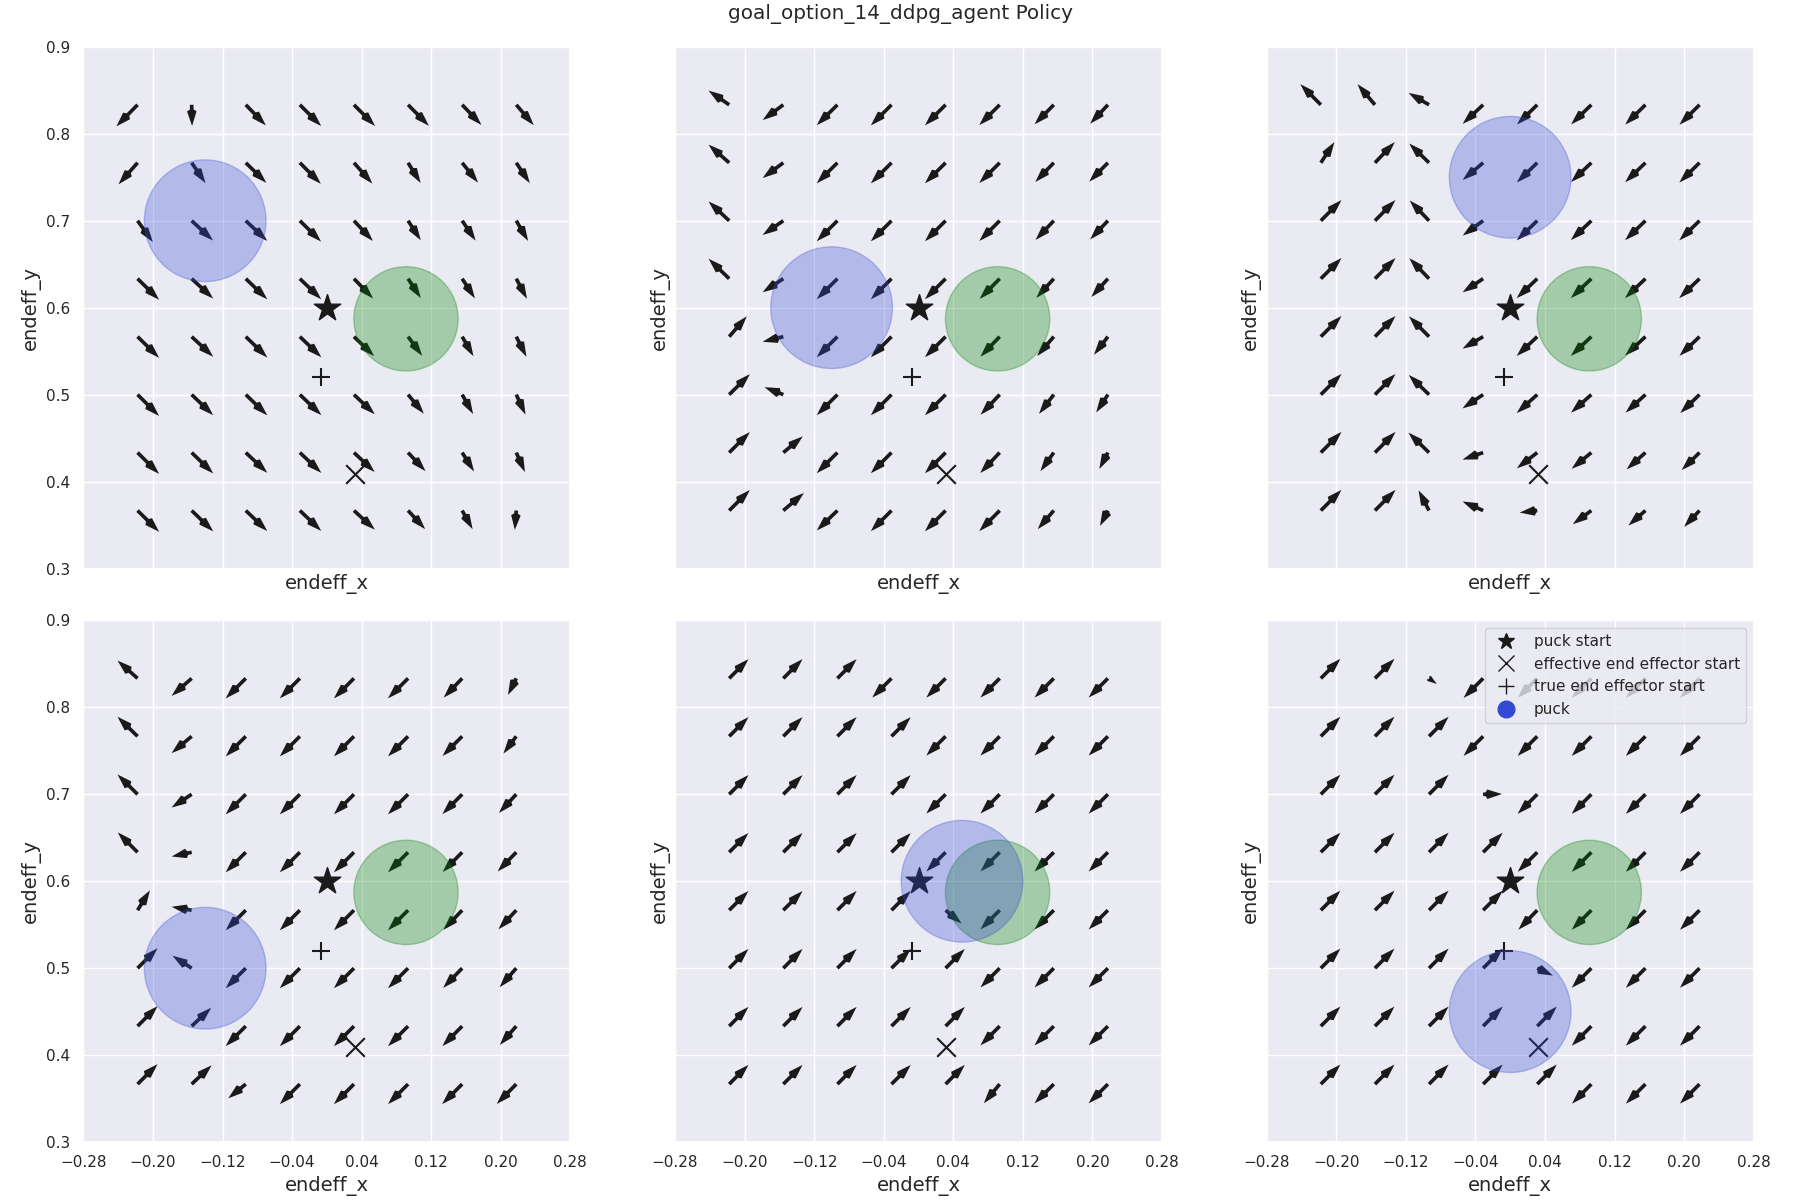 goal_option_14_ddpg_agent Policy
0.9
0.8
0.7
0.6
0.5
0.4
0.3
endeff_y
endeff_x
endeff_y
endeff_x
endeff_y
endeff_x
0.9
0.8
0.7
0.6
0.5
0.4
0.3
endeff_y
−0.28 −0.20 −0.12 −0.04 0.04 0.12 0.20 0.28
endeff_x
endeff_y
−0.28 −0.20 −0.12 −0.04 0.04 0.12 0.20 0.28
endeff_x
endeff_y
puck start
effective end effector start
true end effector start
puck
−0.28 −0.20 −0.12 −0.04 0.04 0.12 0.20 0.28
endeff_x